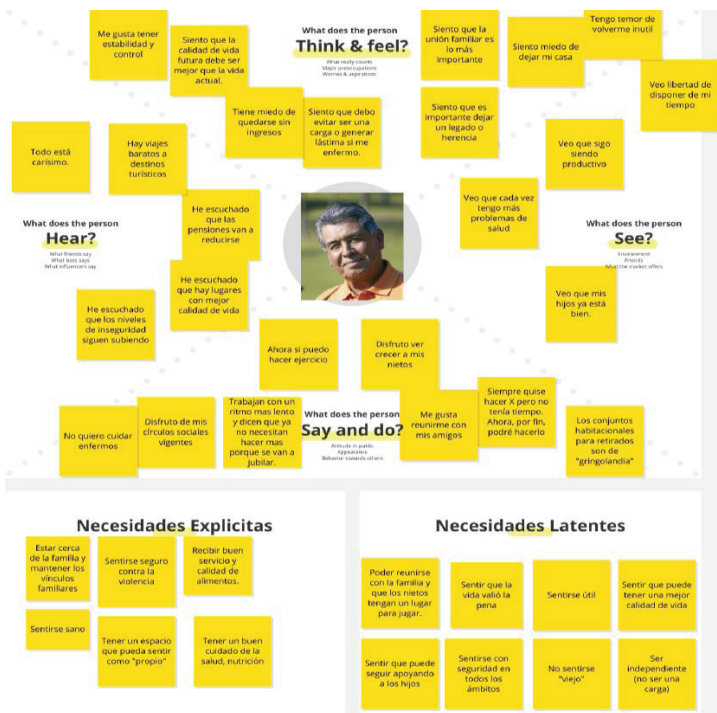 What does the person
Think & feel?
What really counts
Major preocupations
Worries & aspirations
Me gusta tener
estabilidad y
control
Siento que la
calidad de vida
futura debe ser
mejor que la vida
actual.
Tiene miedo de
quedarse sin
ingresos
Siento que debo
evitar ser una
carga o generar
lástima si me
enfermo.
Siento que la
unión familiar es
lo más
importante
Siento que es
importante dejar
un legado o
herencia
Siento miedo de
dejar mi casa
Tengo temor de
volverme inutil
Veo libertad de
disponer de mi
tiempo
Todo está
carísimo.
Hay viajes
baratos a
destinos
turísticos
He escuchado
que las
pensiones van a
reducirse
What does the person
Hear?
What friends say
What boss says
What influencers say
He escuchado
que hay lugares
con mejor
calidad de vida
He escuchado
que los niveles
de inseguridad
siguen subiendo
Veo que sigo
siendo
productivo
Veo que cada vez
tengo más
problemas de
salud
What does the person
See?
Environment
Friends
What the market offers
Veo que mis
hijos ya está
bien.
Ahora si puedo
hacer ejercicio
Disfruto ver
crecer a mis
nietos
No quiero cuidar
enfermos
Disfruto de mis
círculos sociales
vigentes
Trabajan con un
ritmo mas lento
y dicen que ya
no necesitan
hacer mas
porque se van a
jubilar.
What does the person
Say and do?
Attitude in public
Appearance
Behavior towards others
Me gusta
reunirme con
mis amigos
Siempre quise
hacer X pero no
tenía tiempo.
Ahora, por fin,
podré hacerlo
Los conjuntos
habitacionales
para retirados
son de
"gringolandia"
Necesidades Explicitas
Estar cerca
de la familia y
mantener los
vínculos
familiares
Sentirse seguro
contra la
violencia
Recibir buen
servicio y
calidad de
alimentos.
Sentirse sano
Tener un espacio
que pueda sentir
como "propio"
Tener un buen
cuidado de la
salud, nutrición
Necesidades Latentes
Poder reunirse
con la familia y
que los nietos
tengan un lugar
para jugar.
Sentir que la
vida valió la
pena
Sentirse útil
Sentir que puede
tener una mejor
calidad de vida
Sentir que puede
seguir apoyando
a los hijos
Sentirse con
seguridad en
todos los
ámbitos
No sentirse
"viejo"
Ser
independiente
(no ser una
carga)